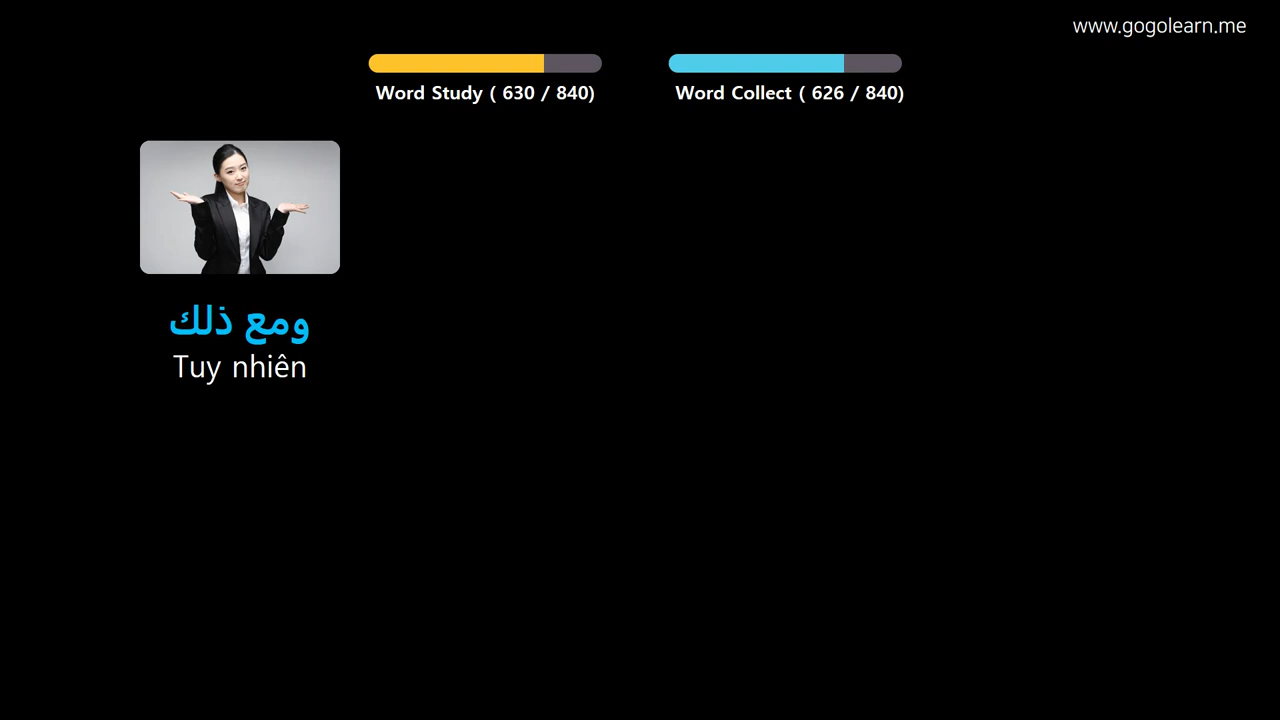 www.gogolearn.me
Word Study ( 630 / 840)
Word Collect ( 626 / 840)
ومع ذلك
Tuy nhiên